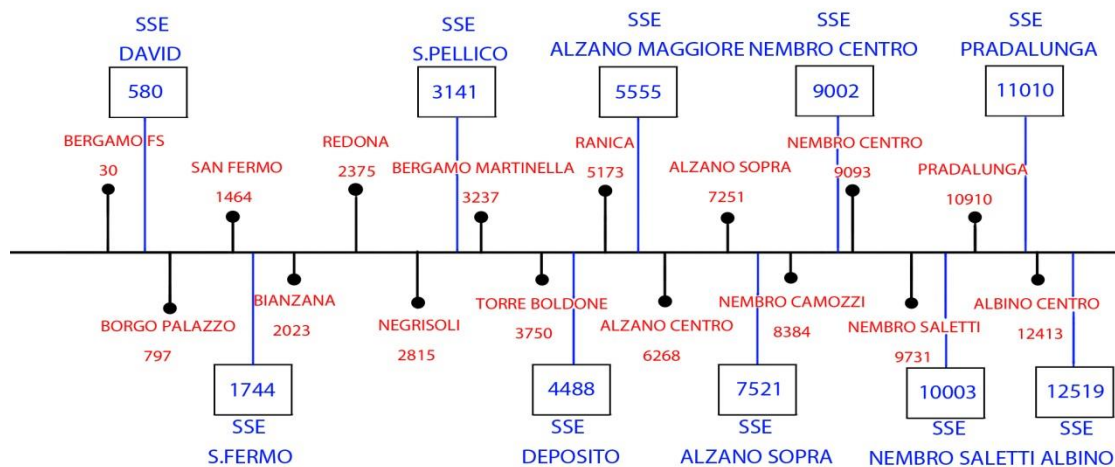 SSE
DAVID
580
SSE
S.PELLICO
3141
SSE
ALZANO MAGGIORE
5555
SSE
NEMBRO CENTRO
9002
SSE
PRADALUNGA
11010
BERGAMO FS
30
SAN FERMO
1464
REDONA
2375
BERGAMO MARTINELLA
3237
RANICA
5173
ALZANO SOPRA
7251
NEMBRO CENTRO
9093
PRADALUNGA
10910
BORGO PALAZZO
797
BIANZANA
2023
NEGRISOLI
2815
TORRE BOLDONE
3750
ALZANO CENTRO
6268
NEMBRO CAMOZZI
8384
NEMBRO SALETTI
9731
ALBINO CENTRO
12413
1744
SSE
S.FERMO
4488
SSE
DEPOSITO
7521
SSE
ALZANO SOPRA
10003
SSE
NEMBRO SALETTI
12519
SSE
ALBINO